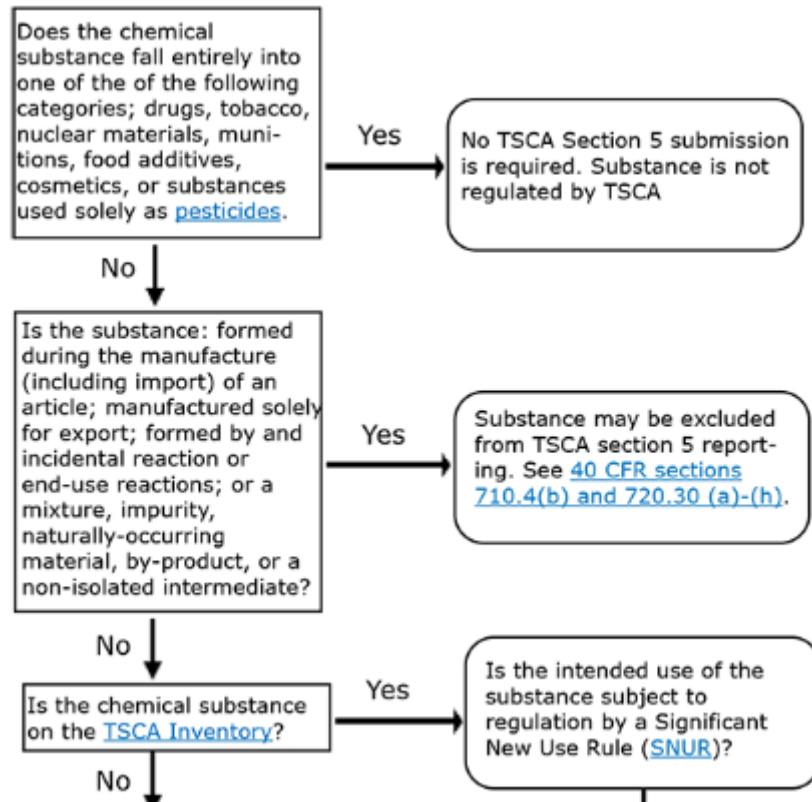 Does the chemical
substance fall entirely into
one of the of the following
categories; drugs, tobacco,
nuclear materials, muni-
tions, food additives,
cosmetics, or substances
used solely as pesticides.
Yes
No TSCA Section 5 submission
is required. Substance is not
regulated by TSCA
No
Is the substance: formed
during the manufacture
(including import) of an
article; manufactured solely
for export; formed by and
incidental reaction or
end-use reactions; or a
mixture, impurity,
naturally-occurring
material, by-product, or a
non-isolated intermediate?
Yes
Substance may be excluded
from TSCA section 5 report-
ing. See 40 CFR sections
710.4(b) and 720.30 (a)-(h).
No
Is the chemical substance
on the TSCA Inventory?
Yes
Is the intended use of the
substance subject to
regulation by a Significant
New Use Rule (SNUR)?
No